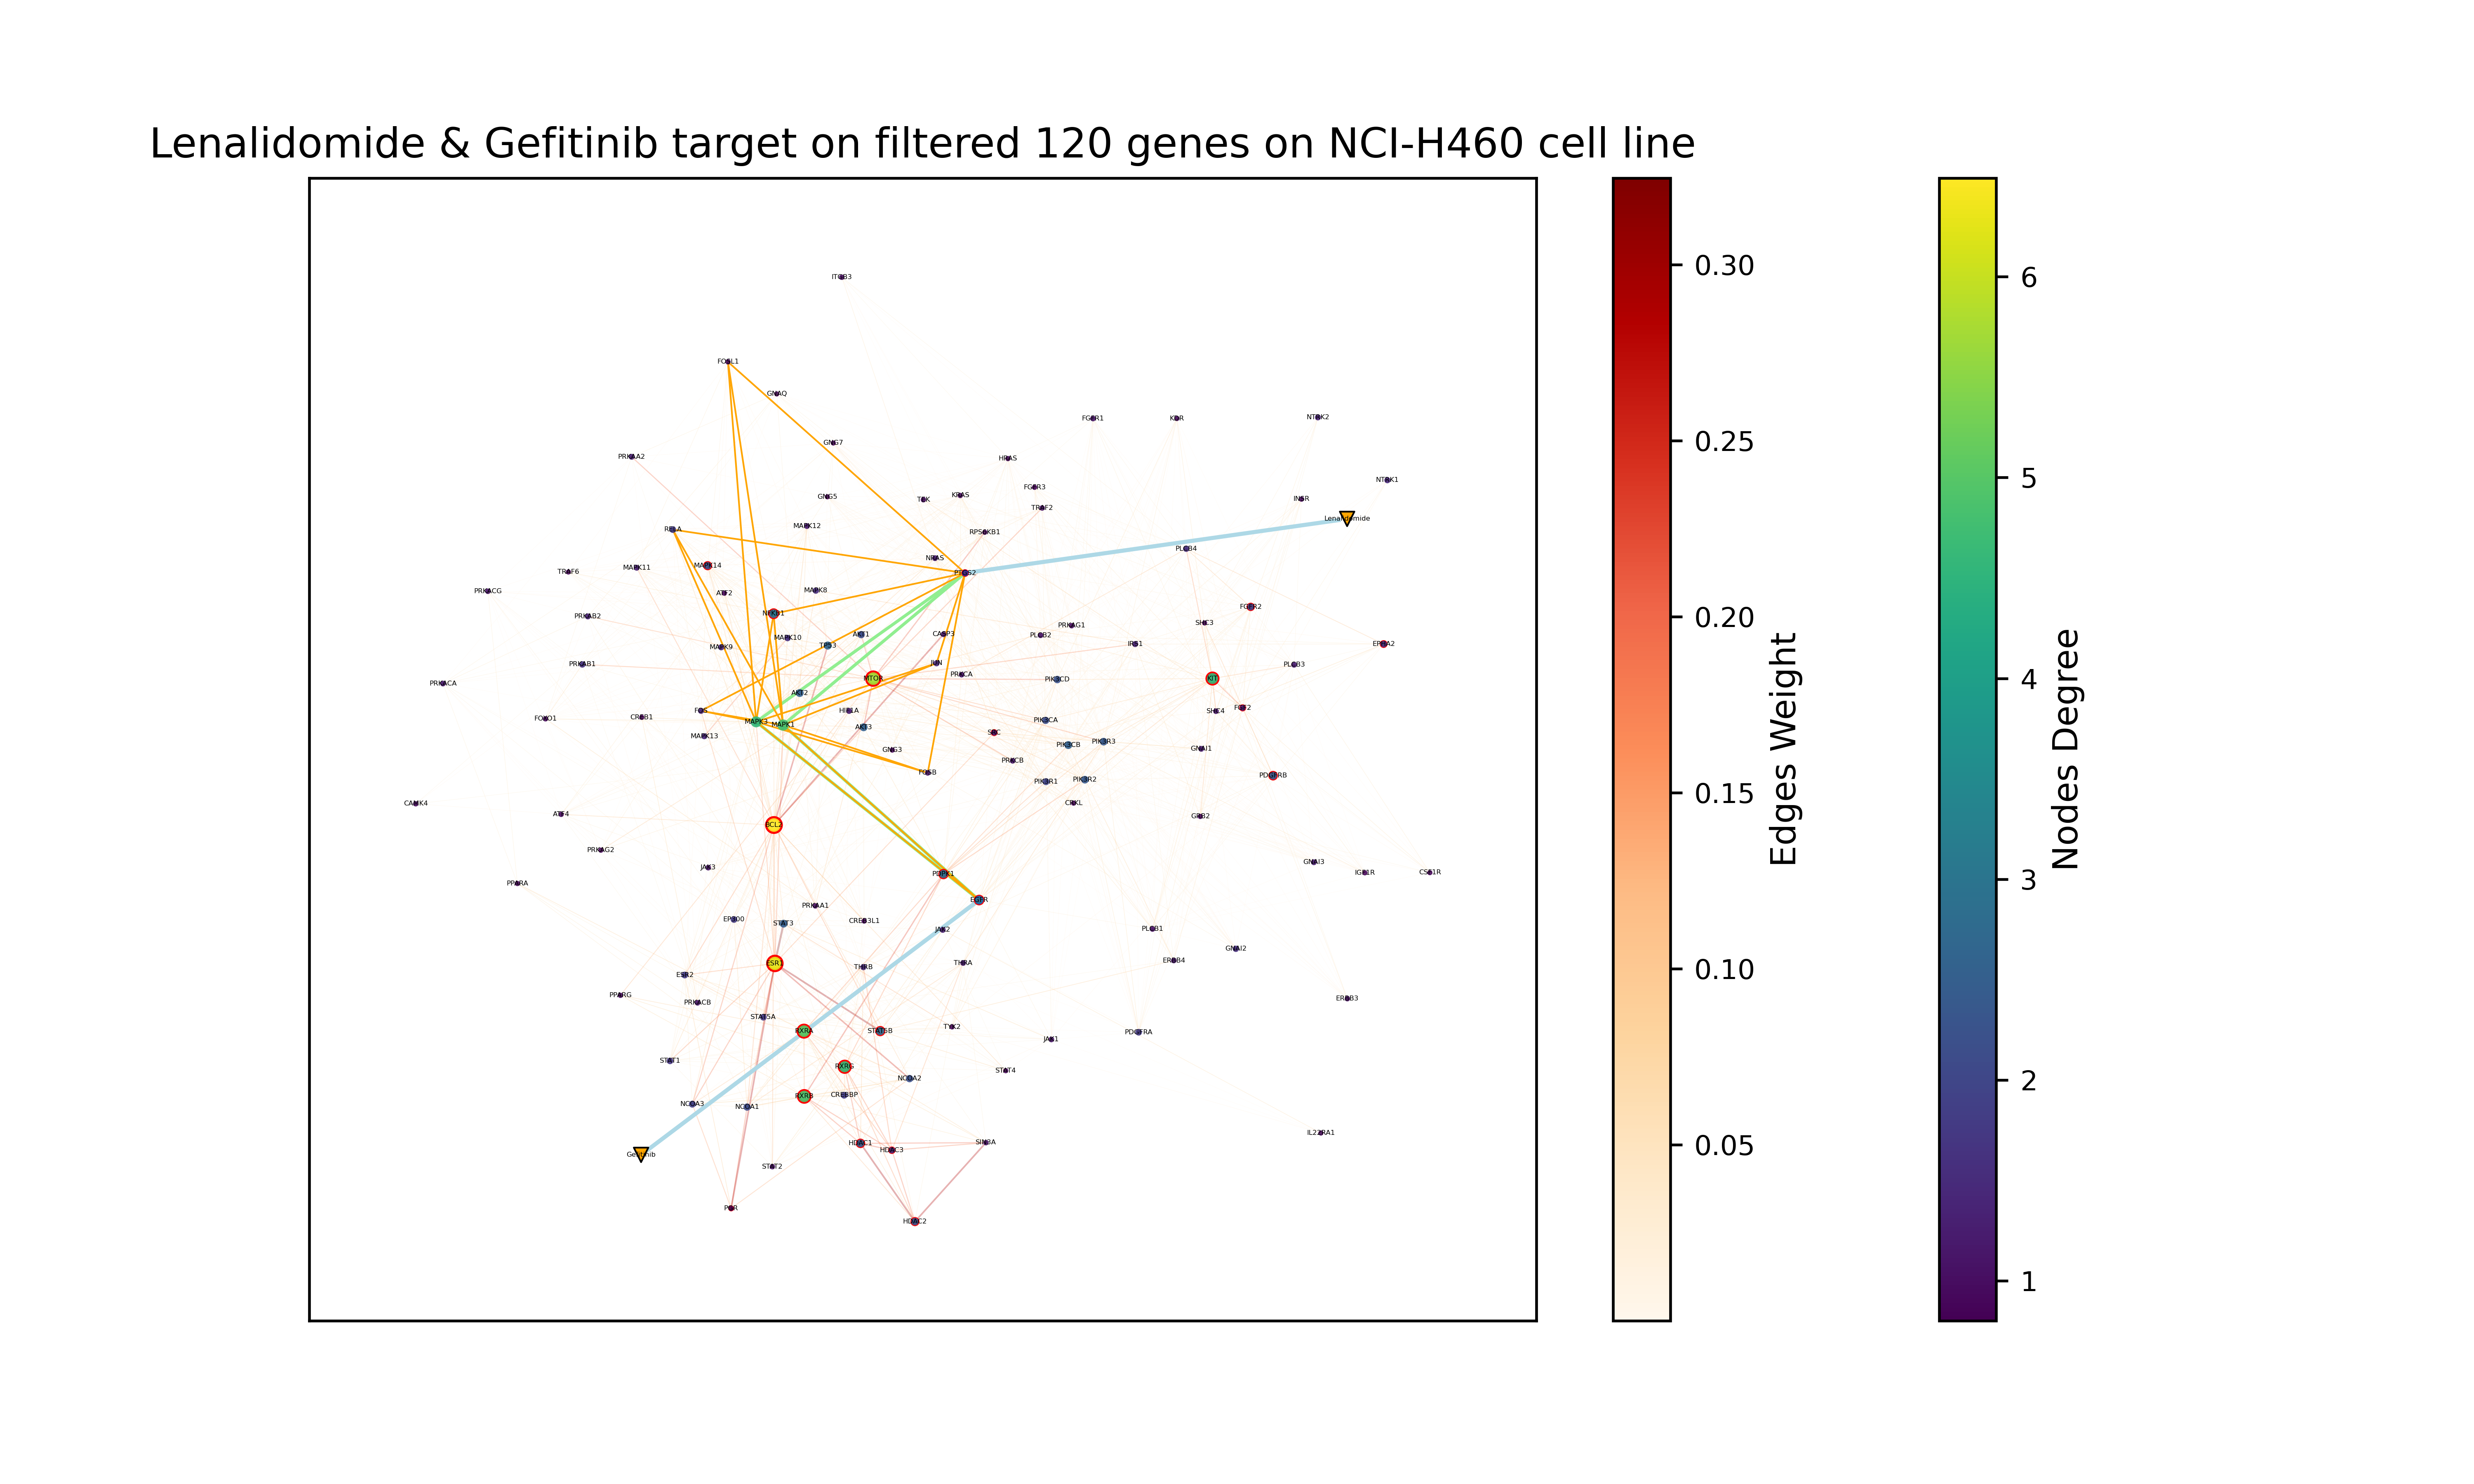 Lenalidomide & Gefitinib target on filtered 120 genes on NCI-H460 cell line
ITGB3
FOSL1
GNAQ
FGFR1
KDR
NTRK2
GNG7
PRKAA2
HRAS
NTRK1
FGFR3
GNG5
TEK
KRAS
INSR
TRAF2
Lenalidomide
MAPK12
RELA
RPS6KB1
PLCB4
NRAS
MAPK14
MAPK11
TRAF6
PTGS2
PRKACG
ATF2
MAPK8
FGFR2
NFKB1
PRKAB2
SHC3
PRKAG1
MAPK10
AKT1
CASP3
PLCB2
TP53
MAPK9
IRS1
EPHA2
JUN
PRKAB1
PLCB3
PRKCA
MTOR
PIK3CD
KIT
PRKACA
AKT2
FGF2
FOS
HIF1A
SHC4
CREB1
FOXO1
PIK3CA
MAPK3
MAPK1
AKT3
SRC
MAPK13
PIK3R3
PIK3CB
GNG3
GNAI1
PRKCB
FOSB
PDGFRB
PIK3R1
PIK3R2
CAMK4
CRKL
ATF4
GRB2
BCL2
PRKAG2
GNAI3
JAK3
PDPK1
IGF1R
CSF1R
PPARA
EGFR
PRKAA1
EP300
CREB3L1
STAT3
JAK2
PLCB1
GNAI2
ERBB4
ESR1
THRA
THRB
ESR2
PPARG
ERBB3
PRKACB
STAT5A
TYK2
RXRA
STAT5B
PDGFRA
JAK1
STAT1
RXRG
STAT4
NCOA2
CREBBP
RXRB
NCOA3
NCOA1
IL22RA1
HDAC1
SIN3A
HDAC3
Gefitinib
STAT2
PGR
HDAC2
0.30
0.25
0.20
0.15
0.10
0.05
Edges Weight
6
5
4
3
2
1
Nodes Degree